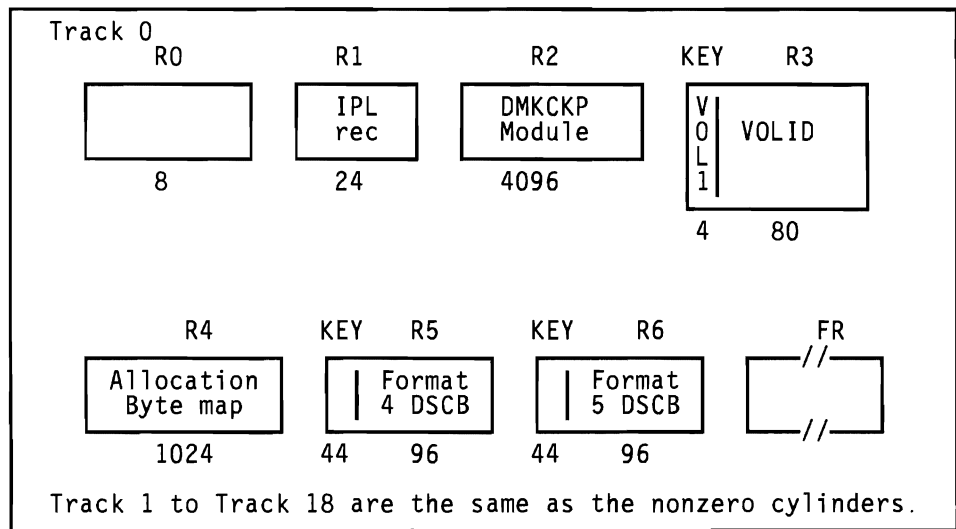 Track 0
R0 R1 R2 KEY R3
IPL rec
DMKCKP Module
VOL1
VOLID
8 24 4096 4 80
R4 KEY R5 KEY R6 FR
Allocation Byte map
Format 4 DSCB
Format 5 DSCB
1024 44 96 44 96
Track 1 to Track 18 are the same as the nonzero cylinders.